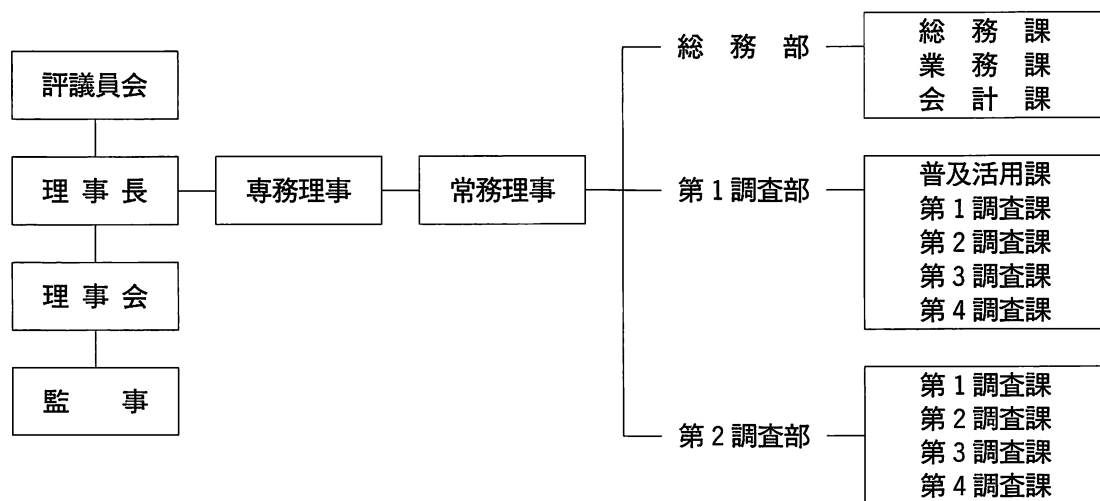 評議員会
理事長
理事会
監事
専務理事
常務理事
総務部
総務課
業務課
会計課
第1調査部
普及活用課
第1調査課
第2調査課
第3調査課
第4調査課
第2調査部
第1調査課
第2調査課
第3調査課
第4調査課